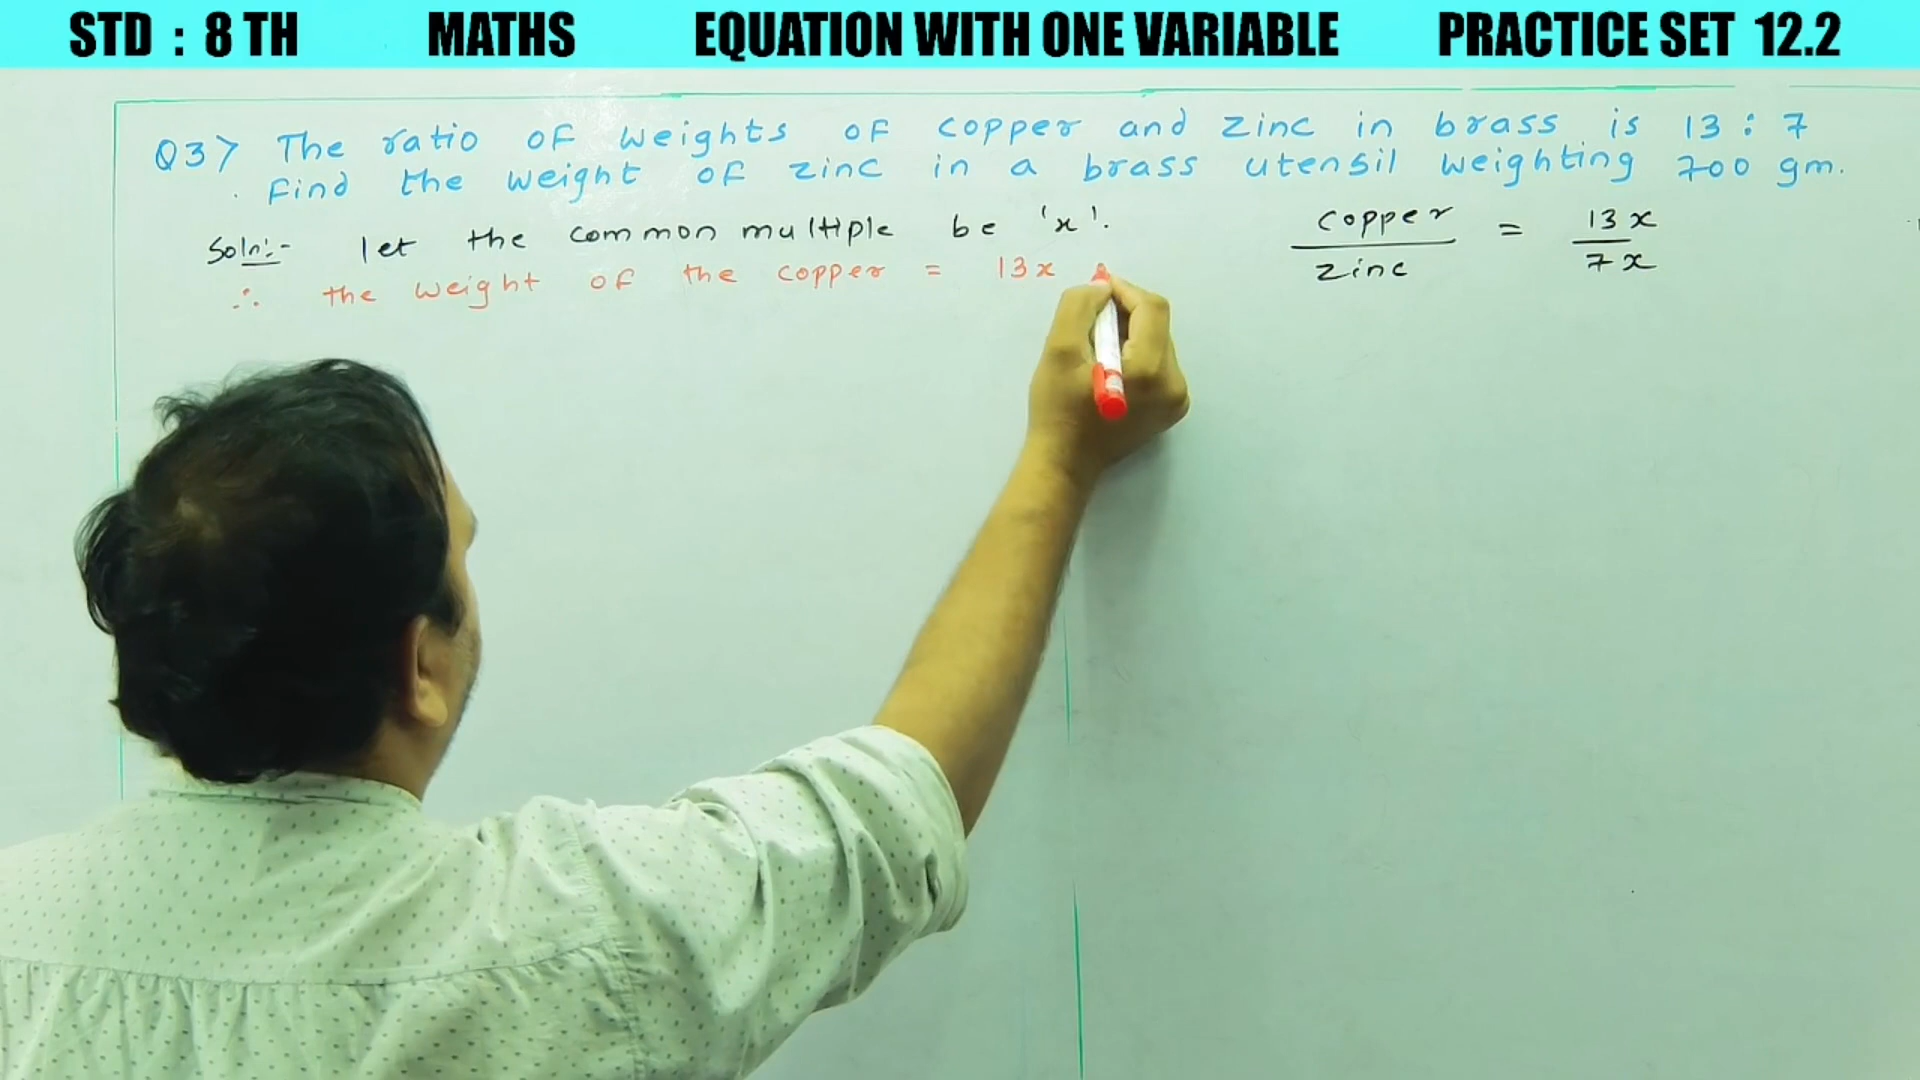 STD : 8 TH MATHS EQUATION WITH ONE VARIABLE PRACTICE SET 12.2
Q3> The ratio of weights of copper and zinc in brass is 13 : 7
Find the weight of zinc in a brass utensil weighting 700 gm.
Soln:- let the common multiple be 'x'.
∴ the weight of the copper = 13x
copper / zinc = 13x / 7x